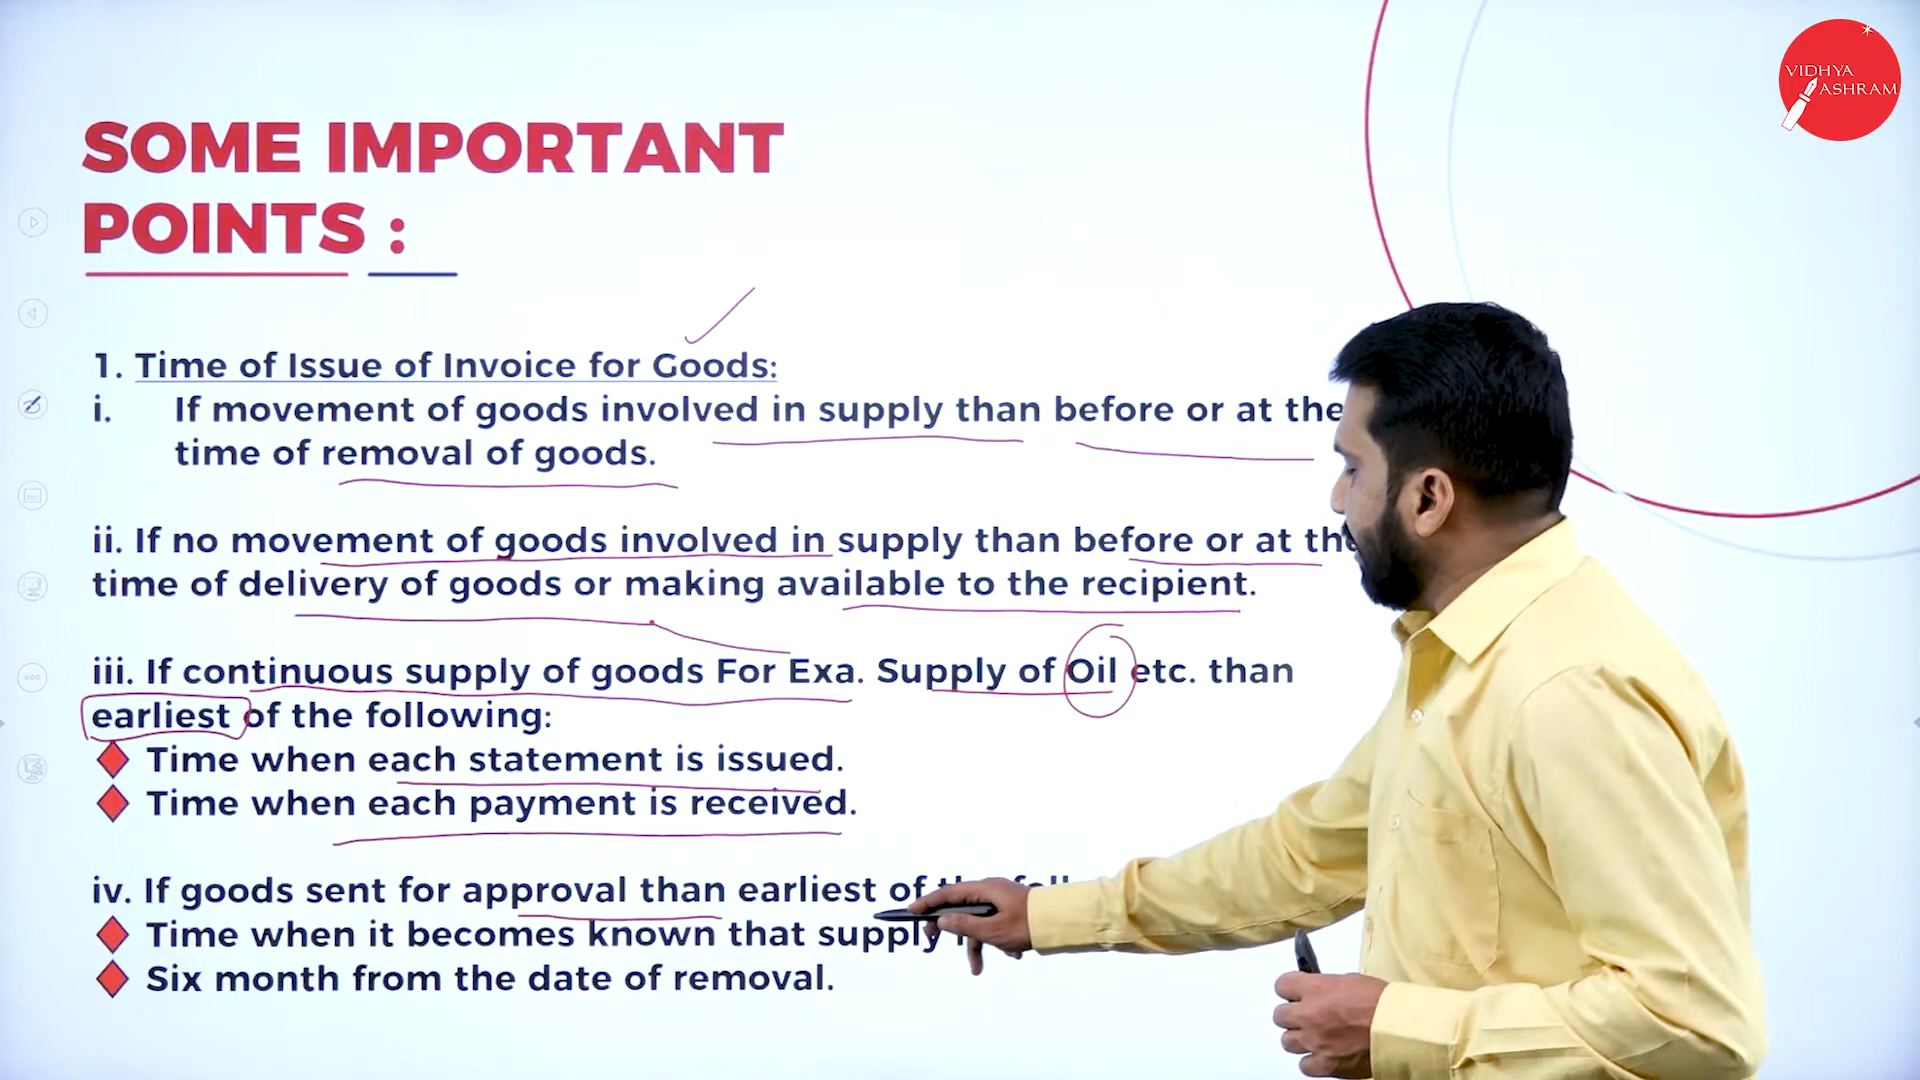 VIDHYA
ASHRAM
SOME IMPORTANT
POINTS :
1. Time of Issue of Invoice for Goods:
i. If movement of goods involved in supply than before or at the
time of removal of goods.
ii. If no movement of goods involved in supply than before or at the
time of delivery of goods or making available to the recipient.
iii. If continuous supply of goods For Exa. Supply of Oil etc. than
earliest of the following:
Time when each statement is issued.
Time when each payment is received.
iv. If goods sent for approval than earliest of
Time when it becomes known that supply
Six month from the date of removal.